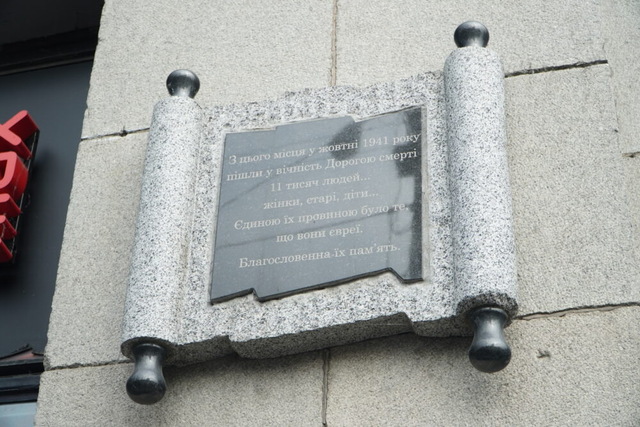 З цього місця у жовтні 1941 року
пішли у вічність Дорогою смерті
11 тисяч людей...
жінки, старі, діти...
Єдиною їх провиною було те,
що вони євреї.
Благословенна-їх пам'ять.